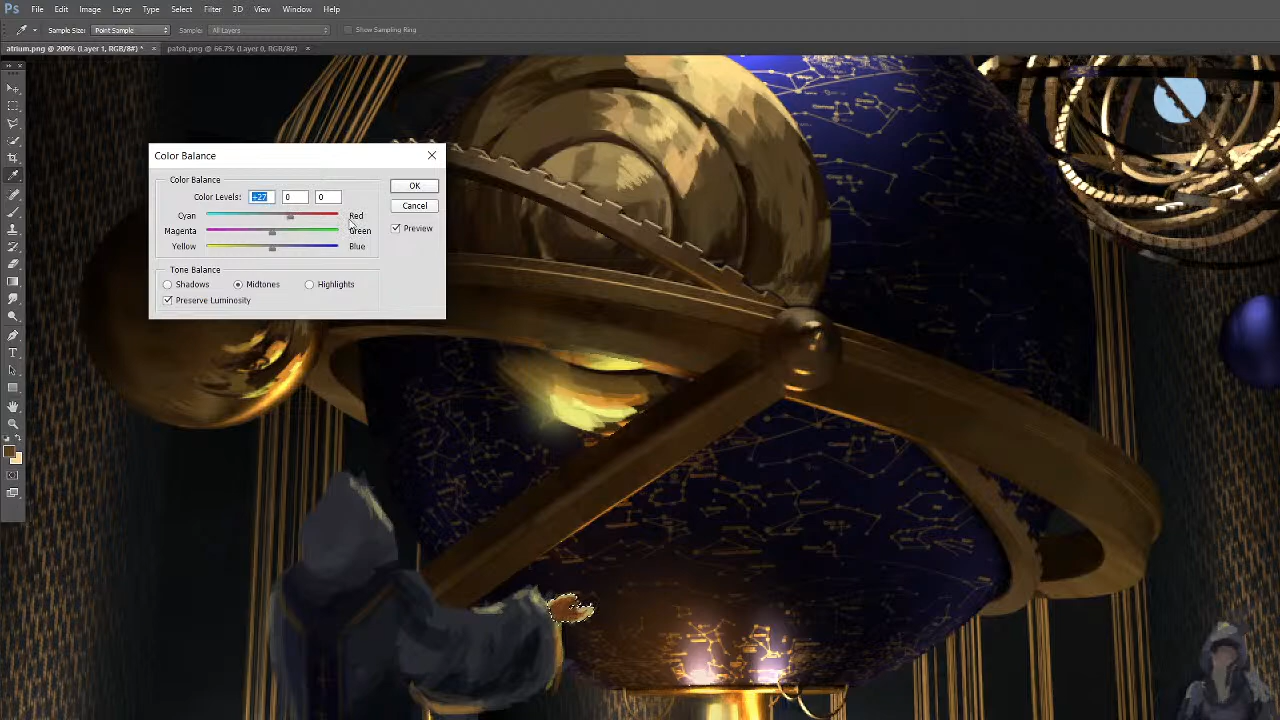 Ps File Edit Image Layer Type Select Filter 3D View Window Help
Sample Size: Point Sample Sample: All Layers Show Sampling Ring
atrium.png @ 200% (Layer 1, RGB/8#) * × patch.png @ 66.7% (Layer 0, RGB/8#) ×
Color Balance
Color Balance
Color Levels: +27 0 0
OK
Cyan Red
Cancel
Magenta Green
Preview
Yellow Blue
Tone Balance
Shadows Midtones Highlights
Preserve Luminosity